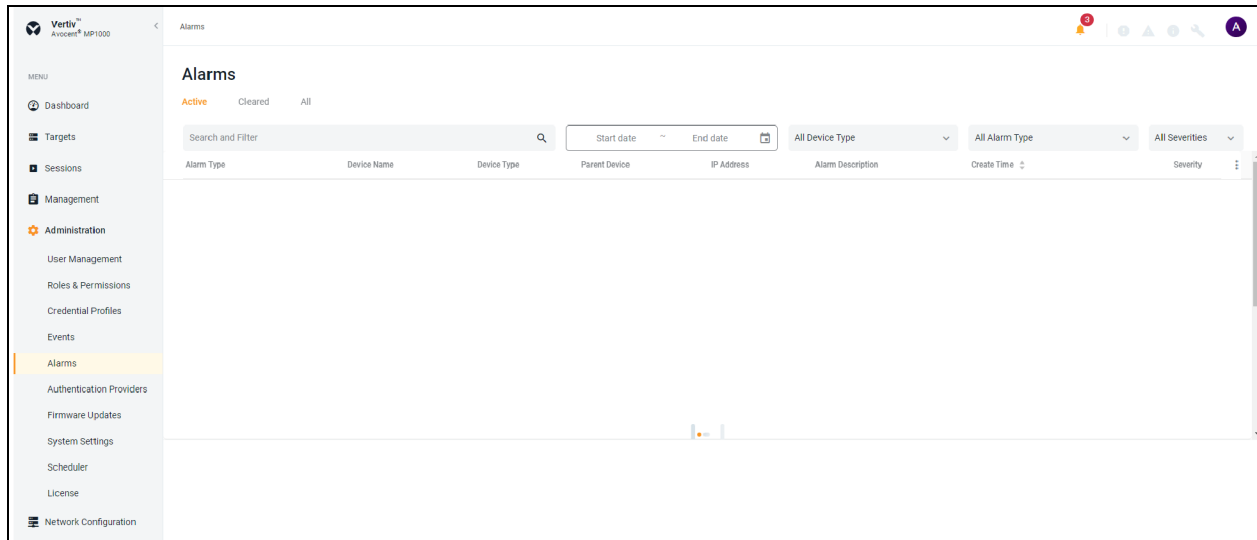 Vertiv™
Avocent® MP1000
Alarms
3
A
MENU
Alarms
Dashboard
Active Cleared All
Targets
Search and Filter
Start date ~ End date
All Device Type
All Alarm Type
All Severities
Alarm Type Device Name Device Type Parent Device IP Address Alarm Description Create Time Severity
Sessions
Management
Administration
User Management
Roles & Permissions
Credential Profiles
Events
Alarms
Authentication Providers
Firmware Updates
System Settings
Scheduler
License
Network Configuration